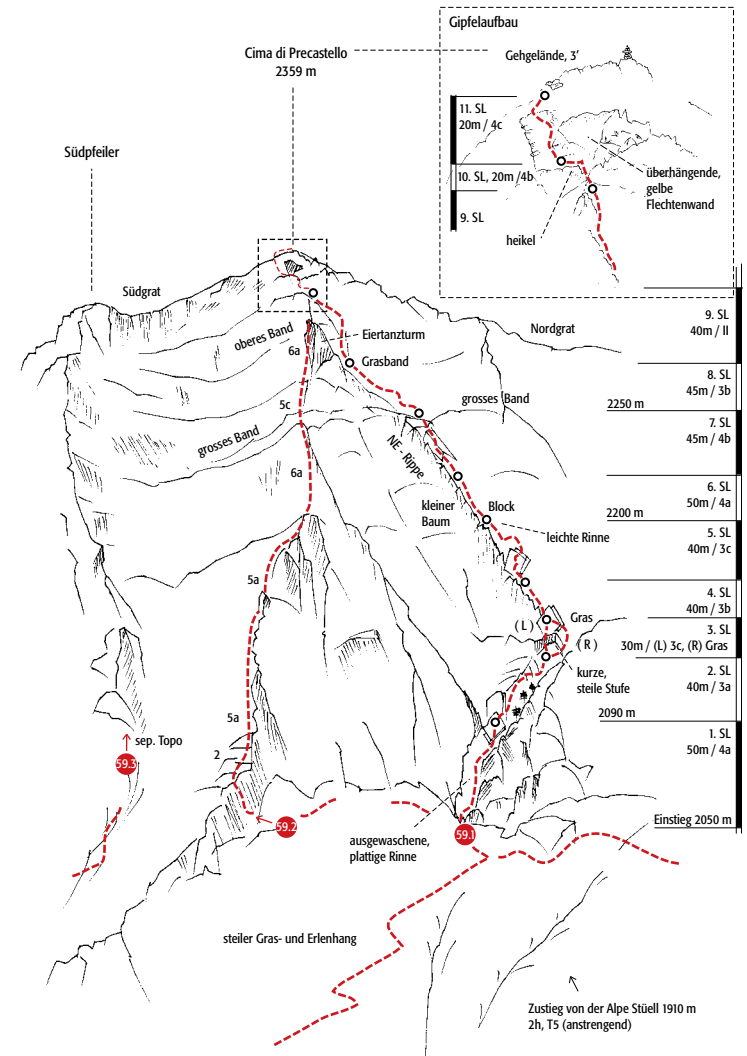 Gipfelaufbau
Gehgelände, 3'
11. SL
20m / 4c
10. SL, 20m / 4b
9. SL
überhängende,
gelbe
Flechtenwand
heikel
Cima di Precastello
2359 m
Südpfeiler
Südgrat
Nordgrat
oberes Band
Eiertanzturm
6a
Grasband
5c
grosses Band
grosses Band
NE - Rippe
6a
kleiner
Baum
Block
leichte Rinne
5a
(L)
Gras
(R)
kurze,
steile Stufe
5a
2
sep. Topo
59.3
59.2
59.1
ausgewaschene,
plattige Rinne
steiler Gras- und Erlenhang
Zustieg von der Alpe Stüell 1910 m
2h, T5 (anstrengend)
9. SL
40m / II
8. SL
45m / 3b
2250 m
7. SL
45m / 4b
6. SL
50m / 4a
2200 m
5. SL
40m / 3c
4. SL
40m / 3b
3. SL
30m / (L) 3c, (R) Gras
2. SL
40m / 3a
2090 m
1. SL
50m / 4a
Einstieg 2050 m